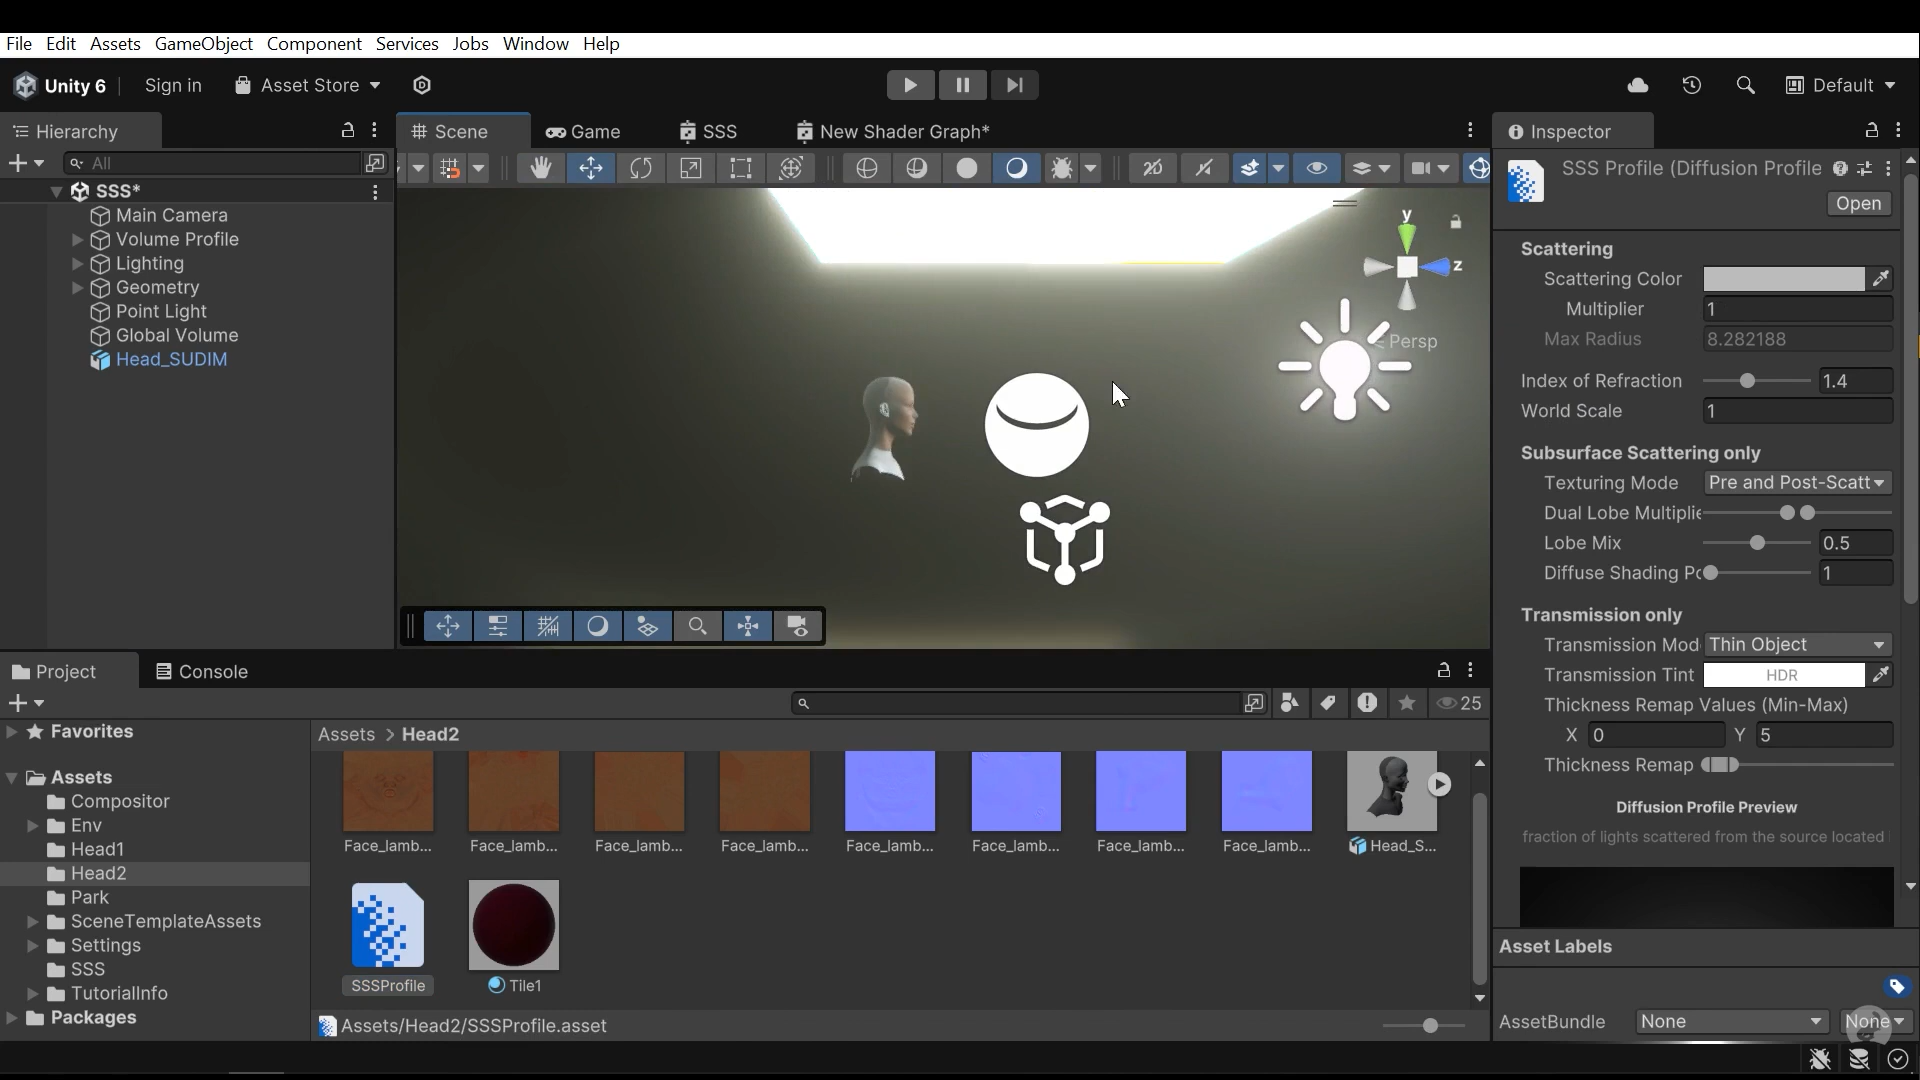 File Edit Assets GameObject Component Services Jobs Window Help
Unity 6 Sign in Asset Store Default
Hierarchy Scene Game SSS New Shader Graph* Inspector
All
2D
SSS*
Main Camera
Volume Profile
Lighting
Geometry
Point Light
Global Volume
Head_SUDIM
y
z
Persp
SSS Profile (Diffusion Profile
Open
Scattering
Scattering Color
Multiplier 1
Max Radius 8.282188
Index of Refraction 1.4
World Scale 1
Subsurface Scattering only
Texturing Mode Pre and Post-Scatt
Dual Lobe Multiplie
Lobe Mix 0.5
Diffuse Shading Po 1
Transmission only
Transmission Mod Thin Object
Transmission Tint HDR
Thickness Remap Values (Min-Max)
X 0 Y 5
Thickness Remap
Diffusion Profile Preview
fraction of lights scattered from the source located
Asset Labels
AssetBundle None None
Project Console
25
Favorites
Assets
Compositor
Env
Head1
Head2
Park
SceneTemplateAssets
Settings
SSS
TutorialInfo
Packages
Assets > Head2
Face_lamb... Face_lamb... Face_lamb... Face_lamb... Face_lamb... Face_lamb... Face_lamb... Face_lamb... Head_S...
SSSProfile Tile1
Assets/Head2/SSSProfile.asset